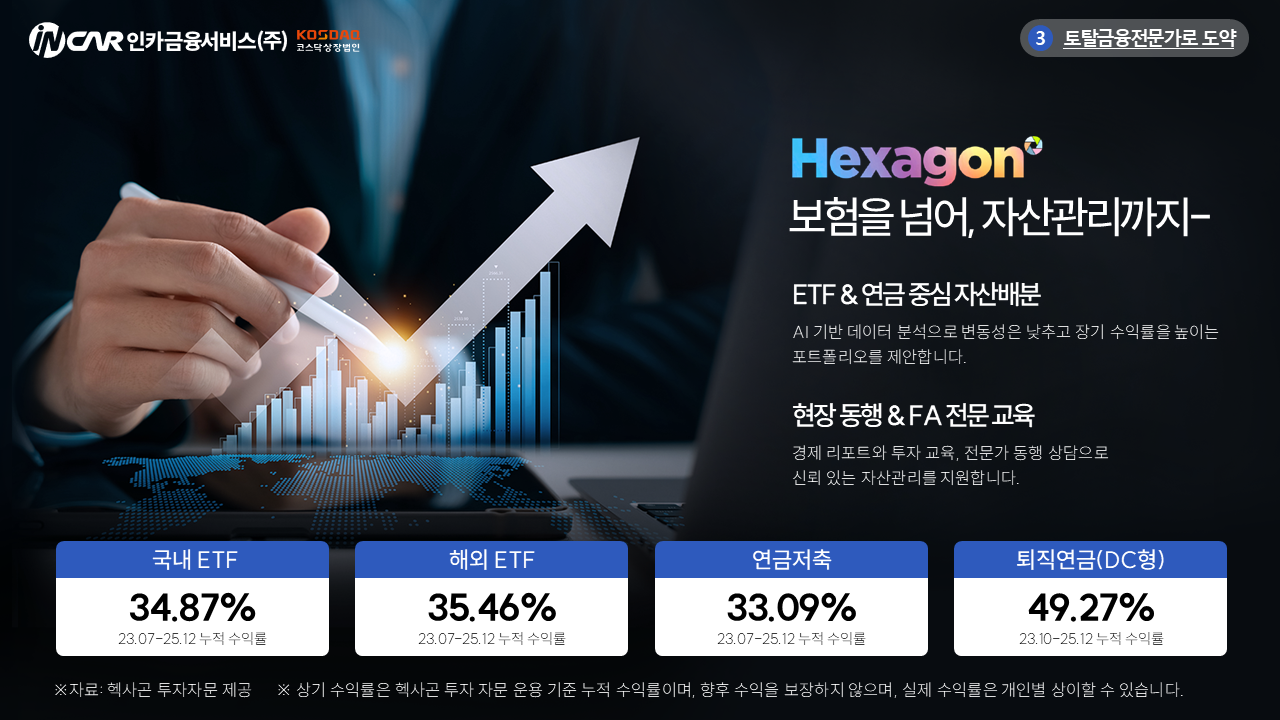 iNCAR 인카금융서비스(주) KOSDAQ 코스닥상장법인
3 토탈금융전문가로 도약
Hexagon
보험을 넘어, 자산관리까지-
ETF & 연금 중심 자산배분
AI 기반 데이터 분석으로 변동성은 낮추고 장기 수익률을 높이는
포트폴리오를 제안합니다.
현장 동행 & FA 전문 교육
경제 리포트와 투자 교육, 전문가 동행 상담으로
신뢰 있는 자산관리를 지원합니다.
국내 ETF
34.87%
23.07-25.12 누적 수익률
해외 ETF
35.46%
23.07-25.12 누적 수익률
연금저축
33.09%
23.07-25.12 누적 수익률
퇴직연금(DC형)
49.27%
23.10-25.12 누적 수익률
※자료: 헥사곤 투자자문 제공 ※ 상기 수익률은 헥사곤 투자 자문 운용 기준 누적 수익률이며, 향후 수익을 보장하지 않으며, 실제 수익률은 개인별 상이할 수 있습니다.